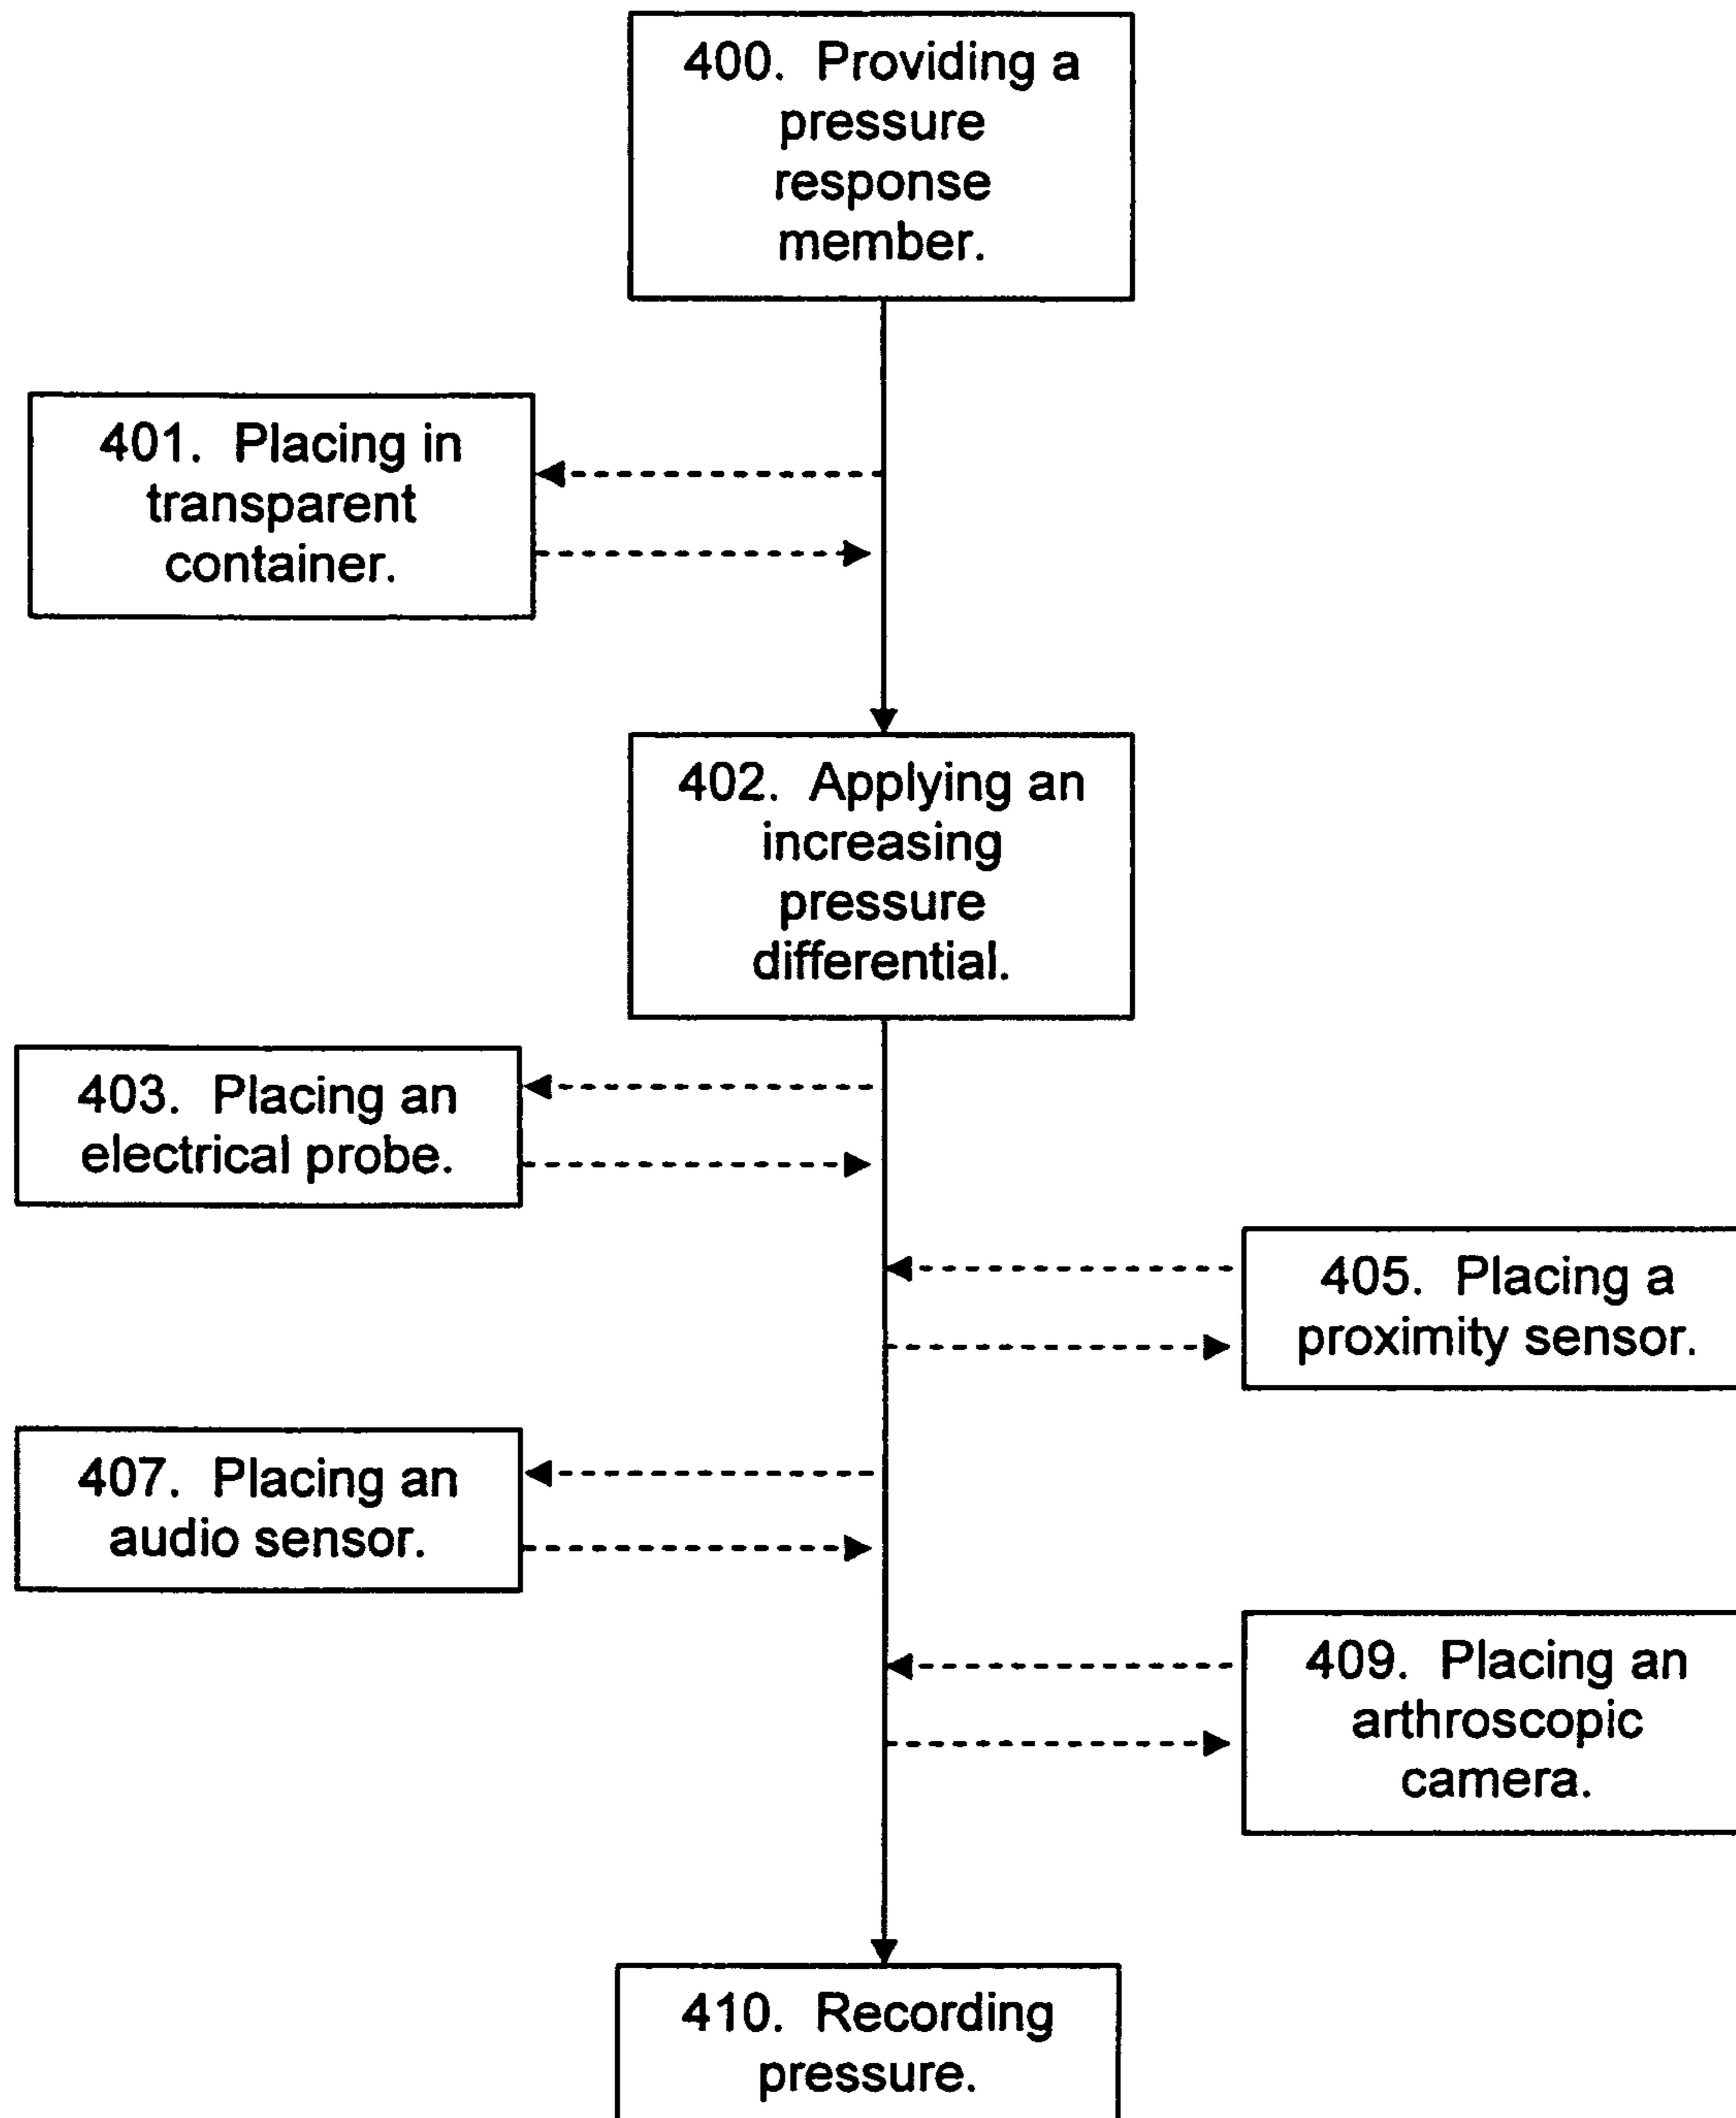 400. Providing a
pressure
response
member.
401. Placing in
transparent
container.
402. Applying an
increasing
pressure
differential.
403. Placing an
electrical probe.
405. Placing a
proximity sensor.
407. Placing an
audio sensor.
409. Placing an
arthroscopic
camera.
410. Recording
pressure.